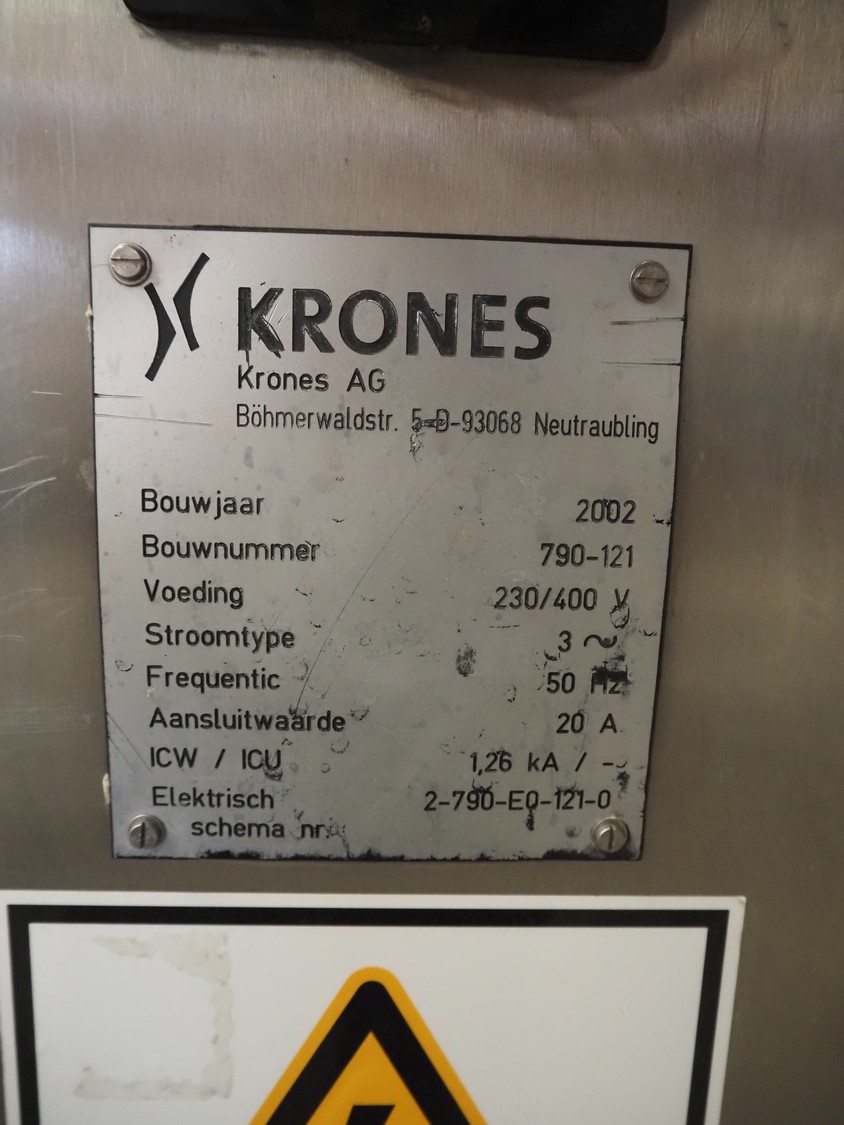 KRONES
Krones AG
Böhmerwaldstr. 5-D-93068 Neutraubling
Bouwjaar 2002
Bouwnummer 790-121
Voeding 230/400 V
Stroomtype 3 ~
Frequentic 50 Hz
Aansluitwaarde 20 A
ICW / ICU 1,26 kA / --
Elektrisch 2-790-E0-121-0
schema nr.